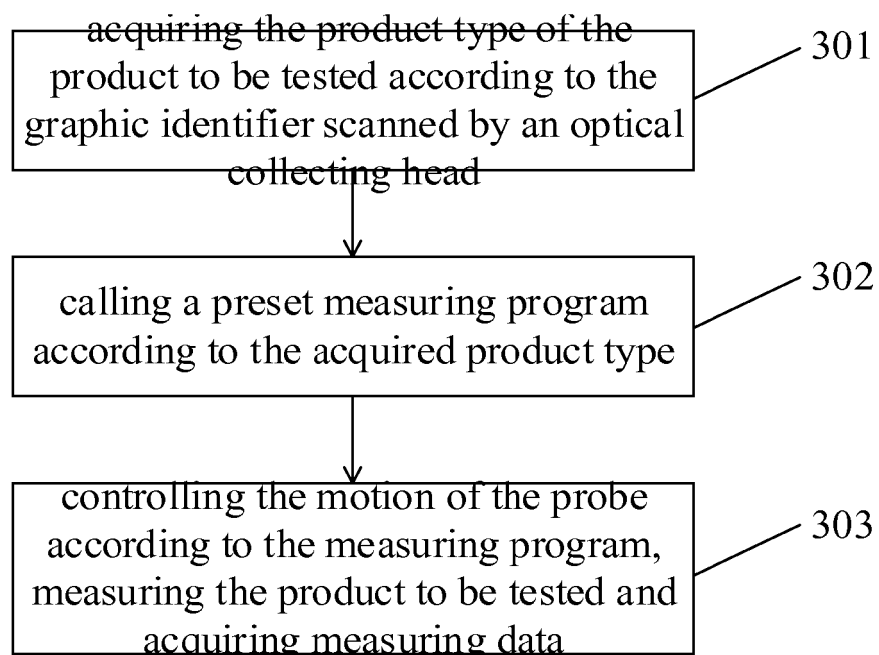 acquiring the product type of the
product to be tested according to the
graphic identifier scanned by an optical
collecting head
301
calling a preset measuring program
according to the acquired product type
302
controlling the motion of the probe
according to the measuring program,
measuring the product to be tested and
acquiring measuring data
303